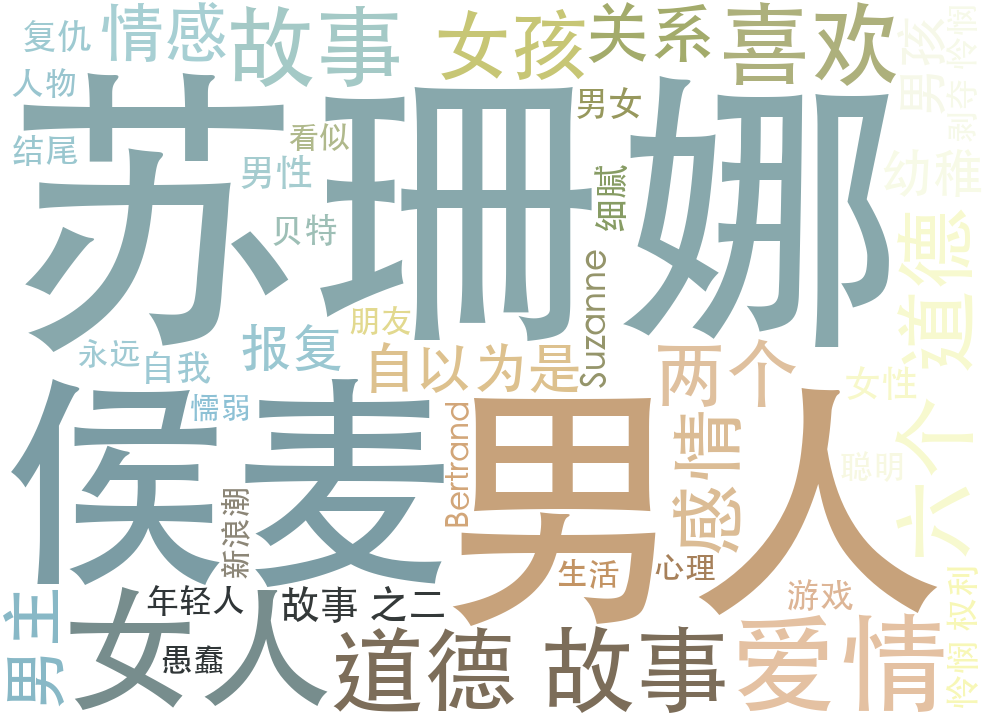 复仇
情感
故事
女孩
关系
喜欢
男孩
怜悯
人物
剥夺
结尾
看似
男女
男性
贝特
细腻
幼稚
苏珊娜
道德
Suzanne
朋友
永远
自我
报复
自以为是
两个
女性
懦弱
侯麦
男人
Bertrand
感情
聪明
六个
新浪潮
生活
心理
游戏
权利
怜悯
男主
女人
年轻人
故事 之二
愚蠢
道德 故事
爱情